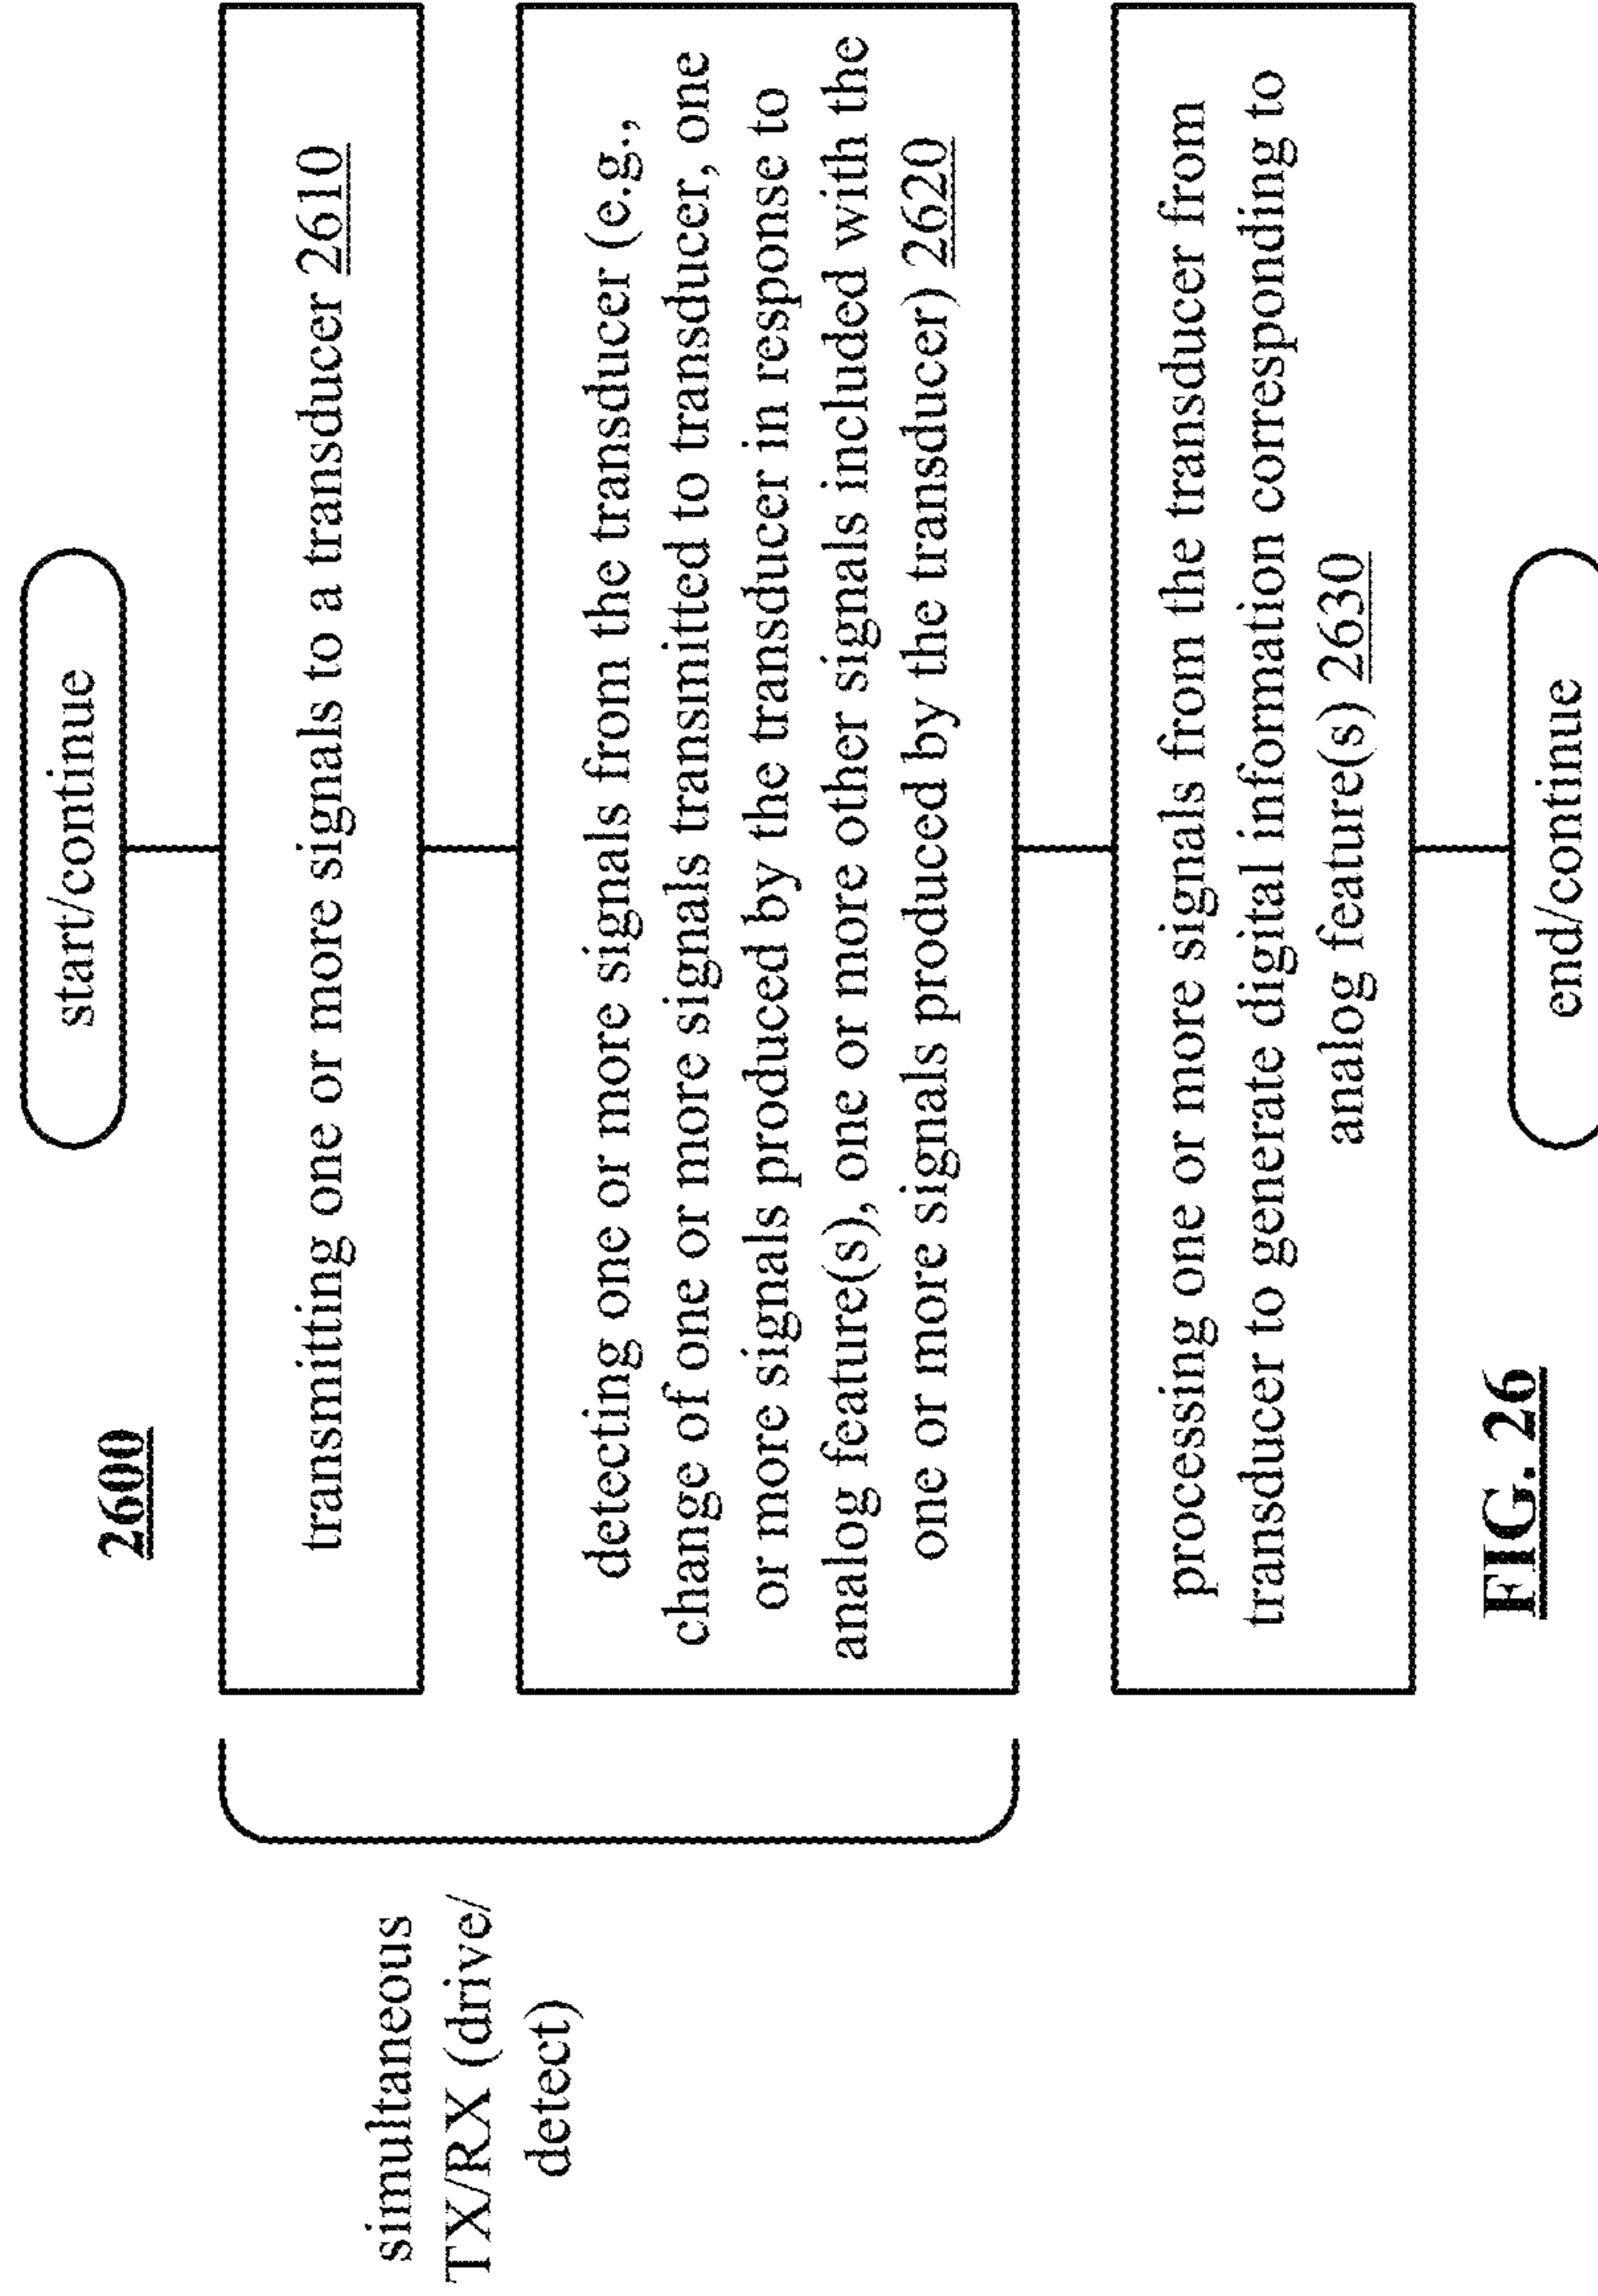 2600
start/continue
transmitting one or more signals to a transducer 2610
simultaneous
TX/RX (drive/
detect)
detecting one or more signals from the transducer (e.g.,
change of one or more signals transmitted to transducer, one
or more signals produced by the transducer in response to
analog feature(s), one or more other signals included with the
one or more signals produced by the transducer) 2620
processing one or more signals from the transducer from
transducer to generate digital information corresponding to
analog feature(s) 2630
end/continue
FIG. 26